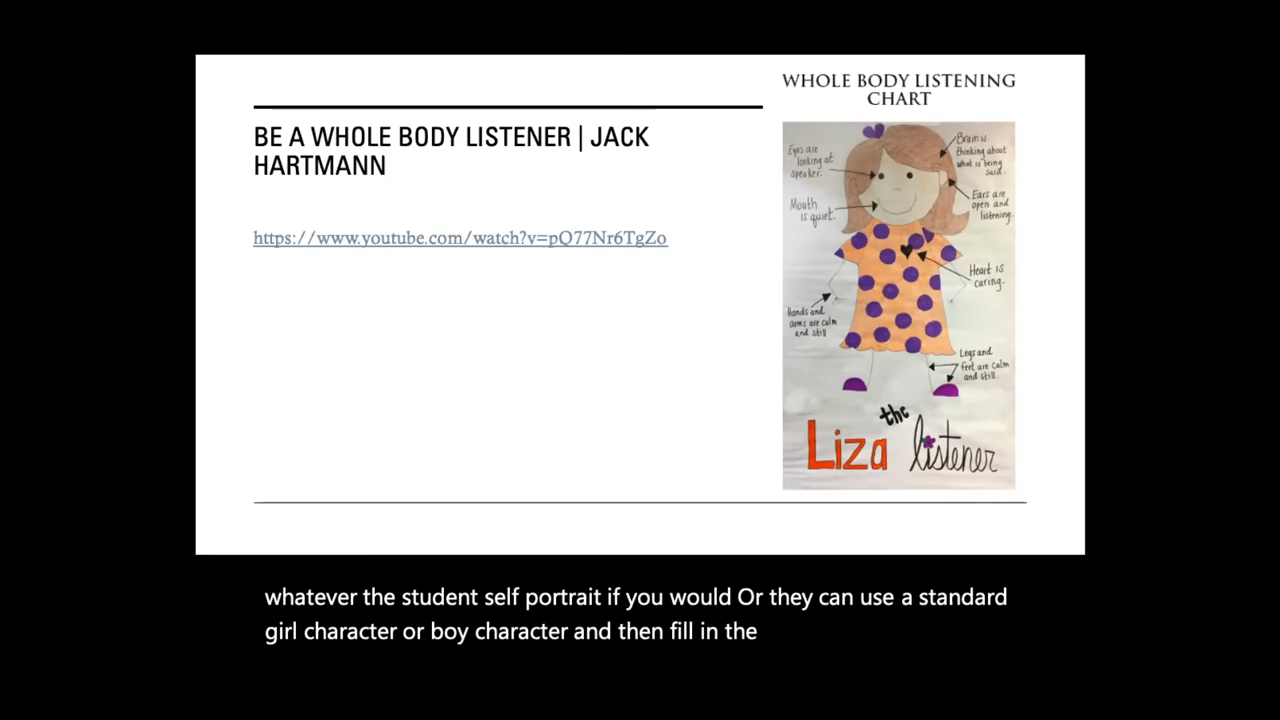 BE A WHOLE BODY LISTENER | JACK
HARTMANN
https://www.youtube.com/watch?v=pQ77Nr6TgZo
WHOLE BODY LISTENING
CHART
Eyes are
looking at
speaker.
Mouth
is quiet.
Hands and
arms are calm
and still
Brain is
thinking about
what is being
said.
Ears are
open and
listning.
Heart is
caring.
Legs and
feet are calm
and still.
Liza the listener
whatever the student self portrait if you would Or they can use a standard
girl character or boy character and then fill in the